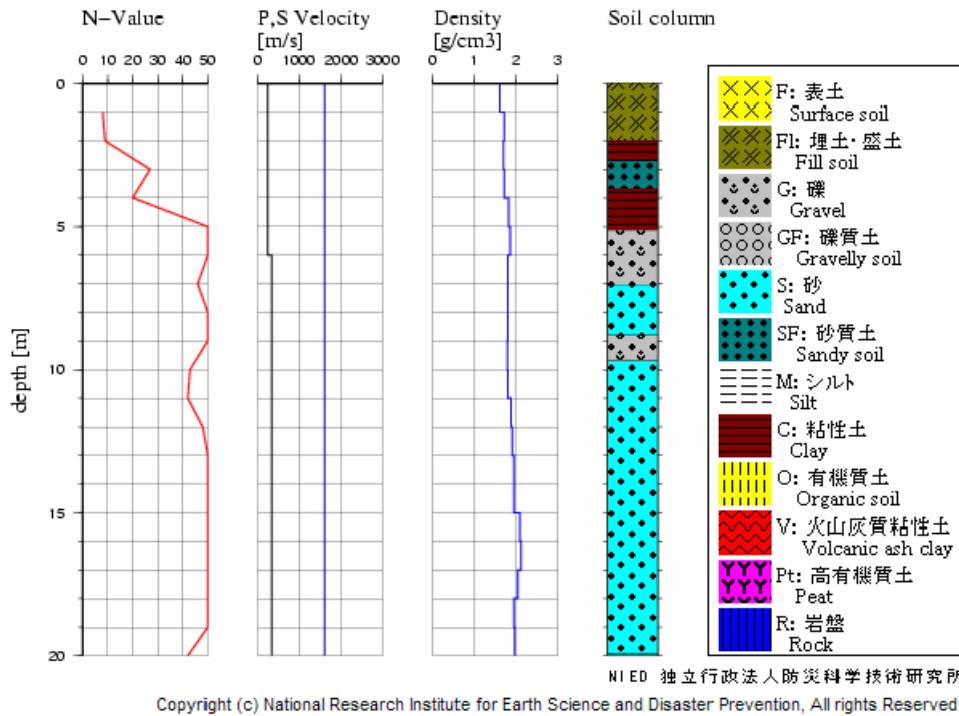 N-Value
P,S Velocity
[m/s]
Density
[g/cm3]
Soil column
0 10 20 30 40 50
0 1000 2000 3000
0 1 2 3
0
5
10
15
20
depth [m]
F: 表土
Surface soil
Fl: 埋土・盛土
Fill soil
G: 礫
Gravel
GF: 礫質土
Gravelly soil
S: 砂
Sand
SF: 砂質土
Sandy soil
M: シルト
Silt
C: 粘性土
Clay
O: 有機質土
Organic soil
V: 火山灰質粘性土
Volcanic ash clay
Pt: 高有機質土
Peat
R: 岩盤
Rock
NIED 独立行政法人防災科学技術研究所
Copyright (c) National Research Institute for Earth Science and Disaster Prevention, All rights Reserved